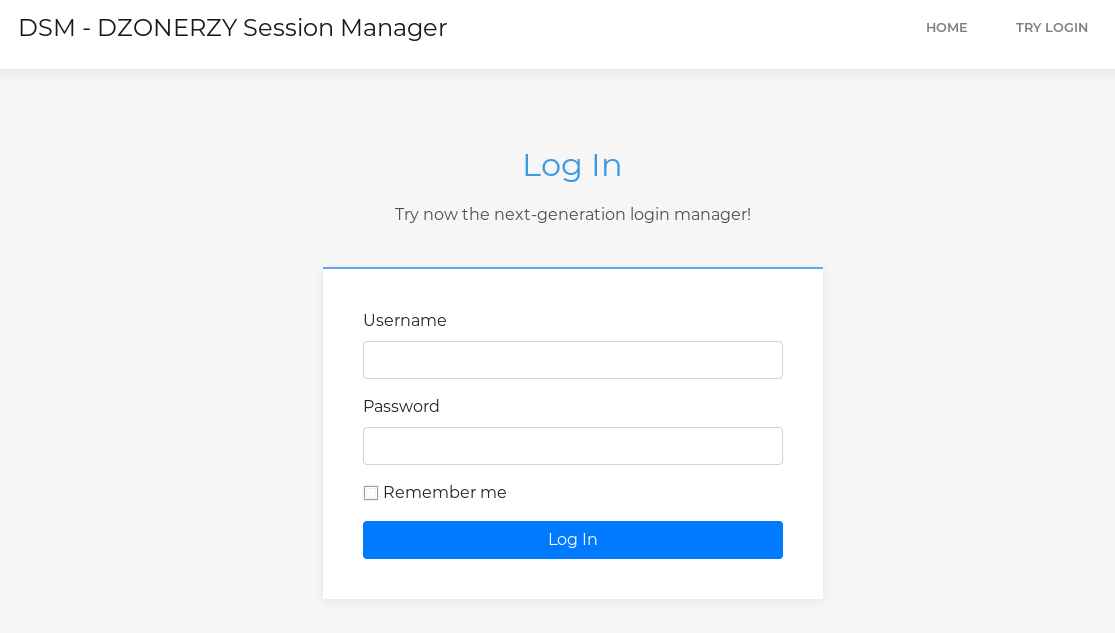 DSM - DZONERZY Session Manager
HOME
TRY LOGIN
Log In
Try now the next-generation login manager!
Username
Password
Remember me
Log In